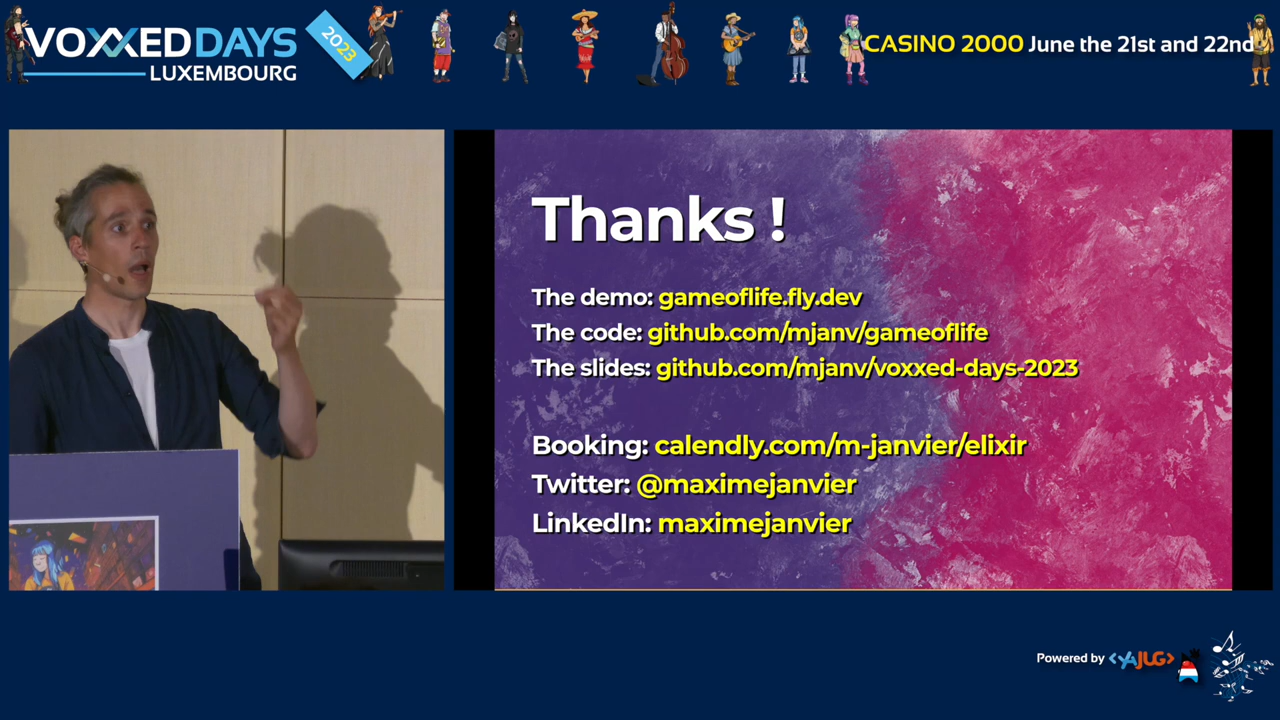 VOXXED DAYS
LUXEMBOURG
2023
CASINO 2000 June the 21st and 22nd
Thanks !
The demo: gameoflife.fly.dev
The code: github.com/mjanv/gameoflife
The slides: github.com/mjanv/voxxed-days-2023
Booking: calendly.com/m-janvier/elixir
Twitter: @maximejanvier
LinkedIn: maximejanvier
Powered by <YAJUG>